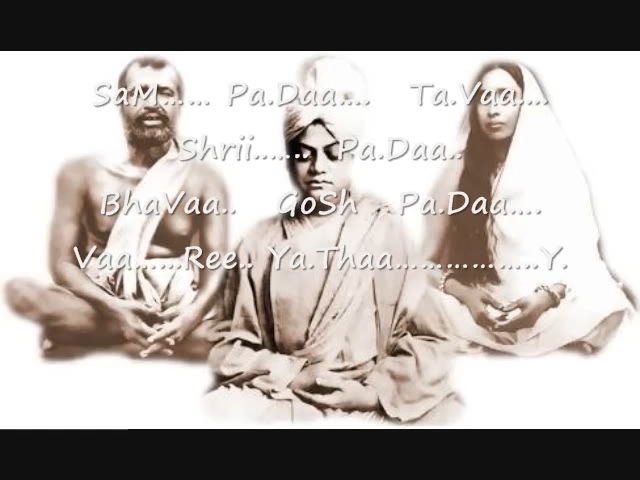 SaM...... Pa.Daa.... Ta.Vaa....
Shrii....... Pa.Daa..
BhaVaa.. GoSh Pa.Daa....
Vaa......Ree.. Ya.Thaa................Y.